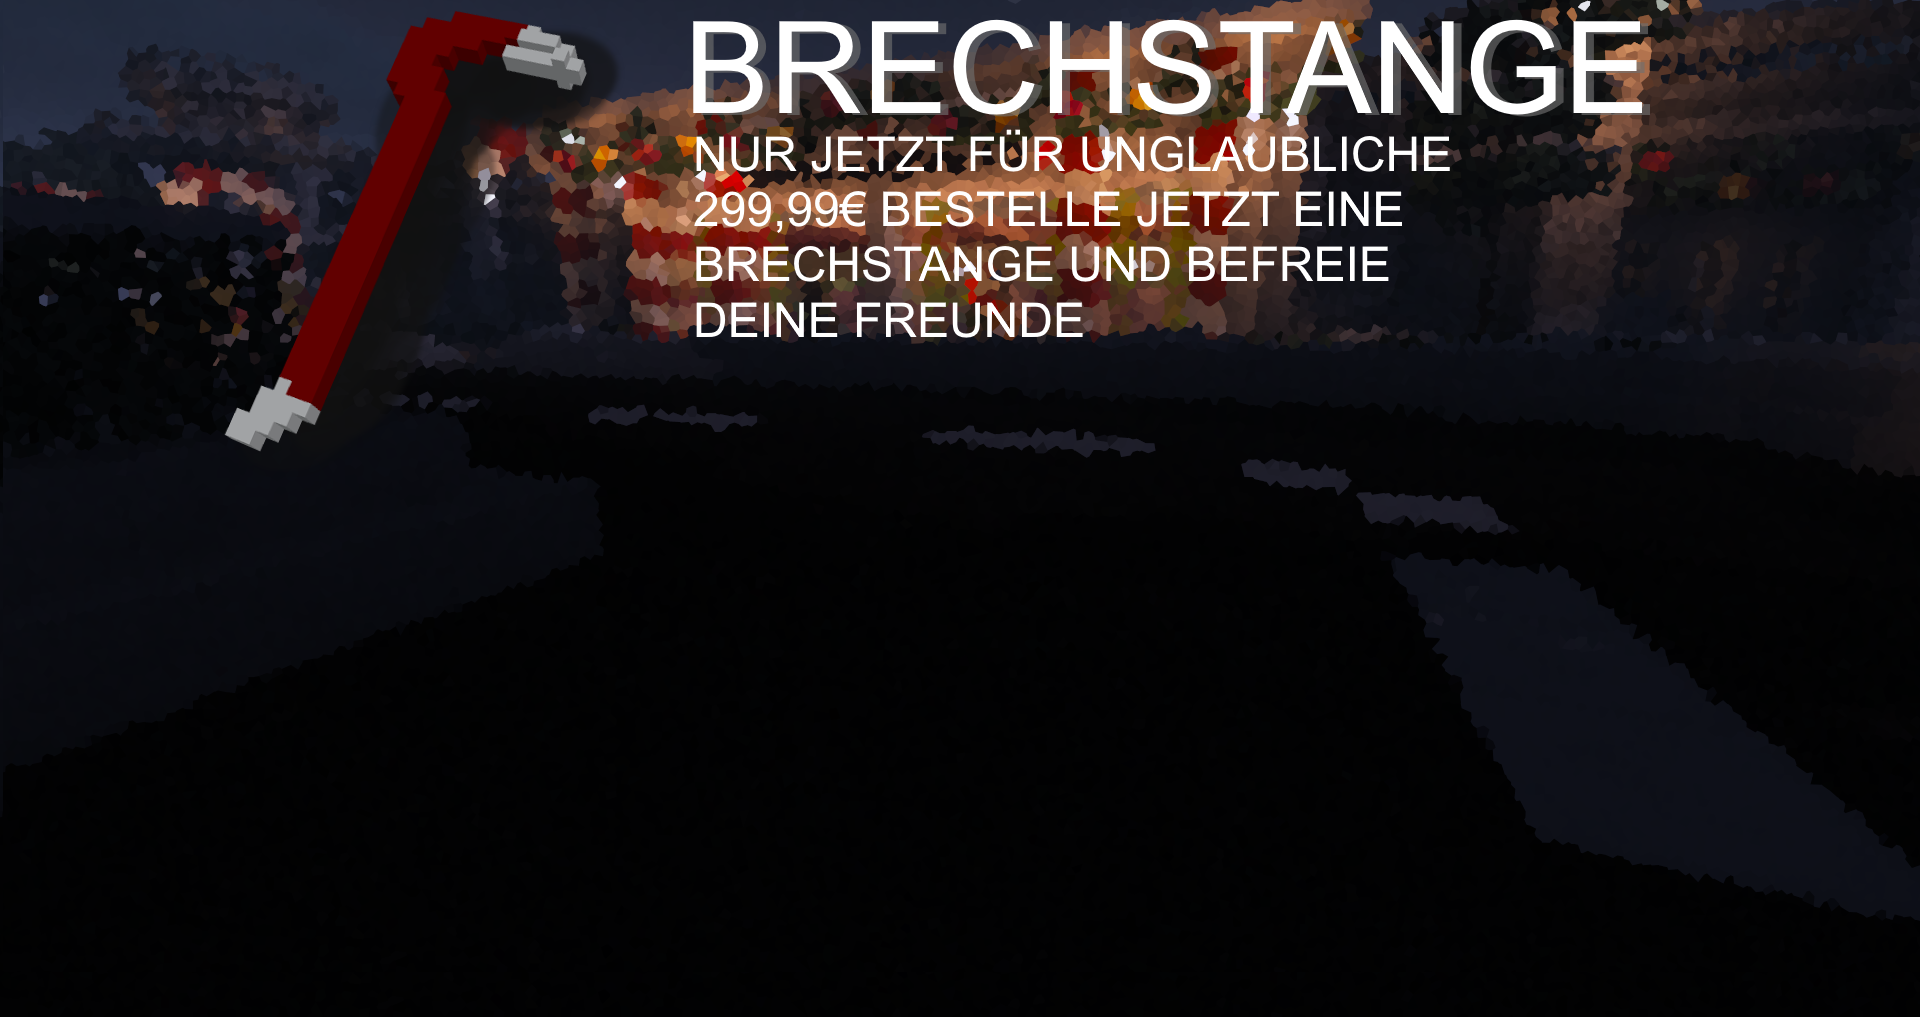 BRECHSTANGE
NUR JETZT FÜR UNGLAUBLICHE
299,99€ BESTELLE JETZT EINE
BRECHSTANGE UND BEFREIE
DEINE FREUNDE